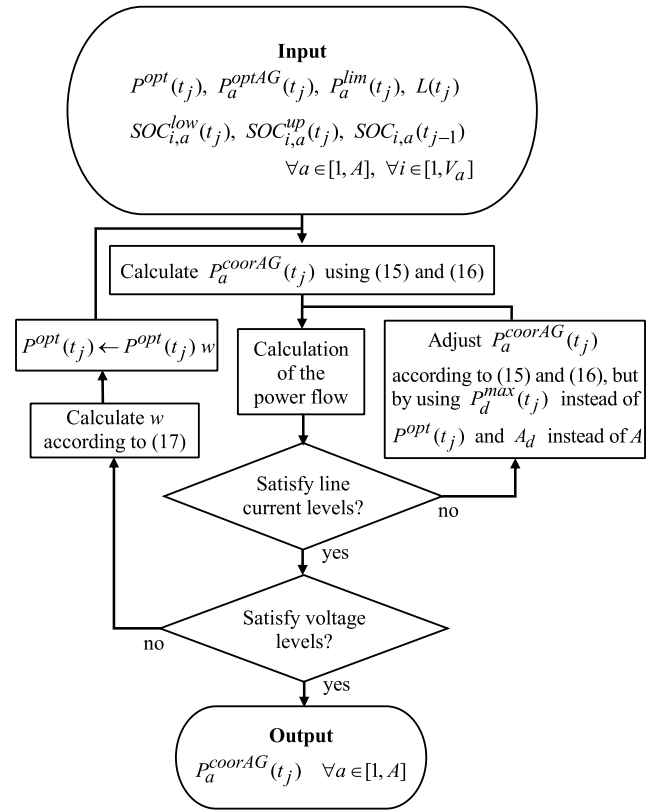 Input
P^{opt}(t_j), P_a^{optAG}(t_j), P_a^{lim}(t_j), L(t_j)
SOC_{i,a}^{low}(t_j), SOC_{i,a}^{up}(t_j), SOC_{i,a}(t_{j-1})
∀a∈[1, A], ∀i∈[1,V_a]
Calculate P_a^{coorAG}(t_j) using (15) and (16)
P^{opt}(t_j) ← P^{opt}(t_j) w
Calculate w
according to (17)
Calculation
of the
power flow
Adjust P_a^{coorAG}(t_j)
according to (15) and (16), but
by using P_d^{max}(t_j) instead of
P^{opt}(t_j) and A_d instead of A
Satisfy line
current levels?
no
yes
Satisfy voltage
levels?
no
yes
Output
P_a^{coorAG}(t_j) ∀a∈[1, A]